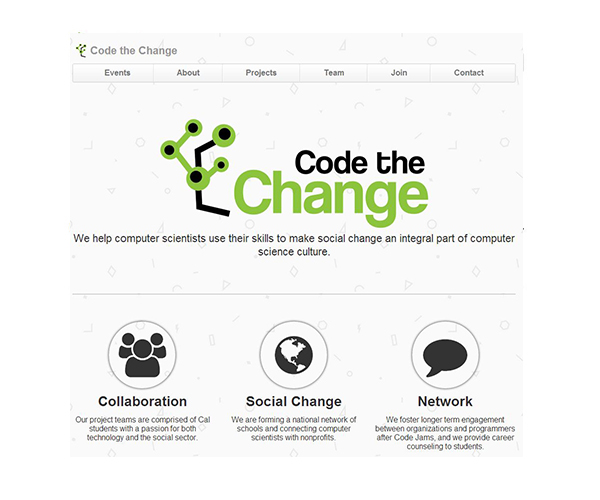 Code the Change
Events About Projects Team Join Contact
Code the
Change
We help computer scientists use their skills to make social change an integral part of computer
science culture.
Collaboration
Our project teams are comprised of Cal
students with a passion for both
technology and the social sector.
Social Change
We are forming a national network of
schools and connecting computer
scientists with nonprofits.
Network
We foster longer term engagement
between organizations and programmers
after Code Jams, and we provide career
counseling to students.